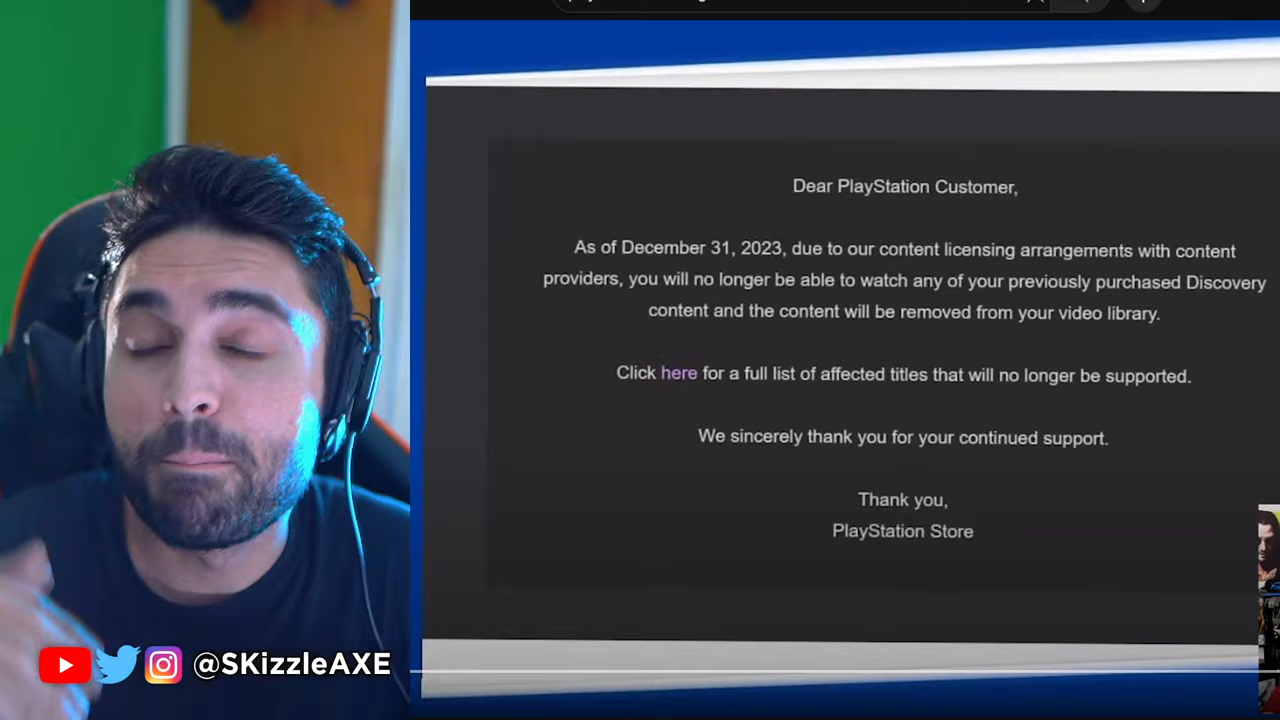 Dear PlayStation Customer,
As of December 31, 2023, due to our content licensing arrangements with content
providers, you will no longer be able to watch any of your previously purchased Discovery
content and the content will be removed from your video library.
Click here for a full list of affected titles that will no longer be supported.
We sincerely thank you for your continued support.
Thank you,
PlayStation Store
@SKizzleAXE